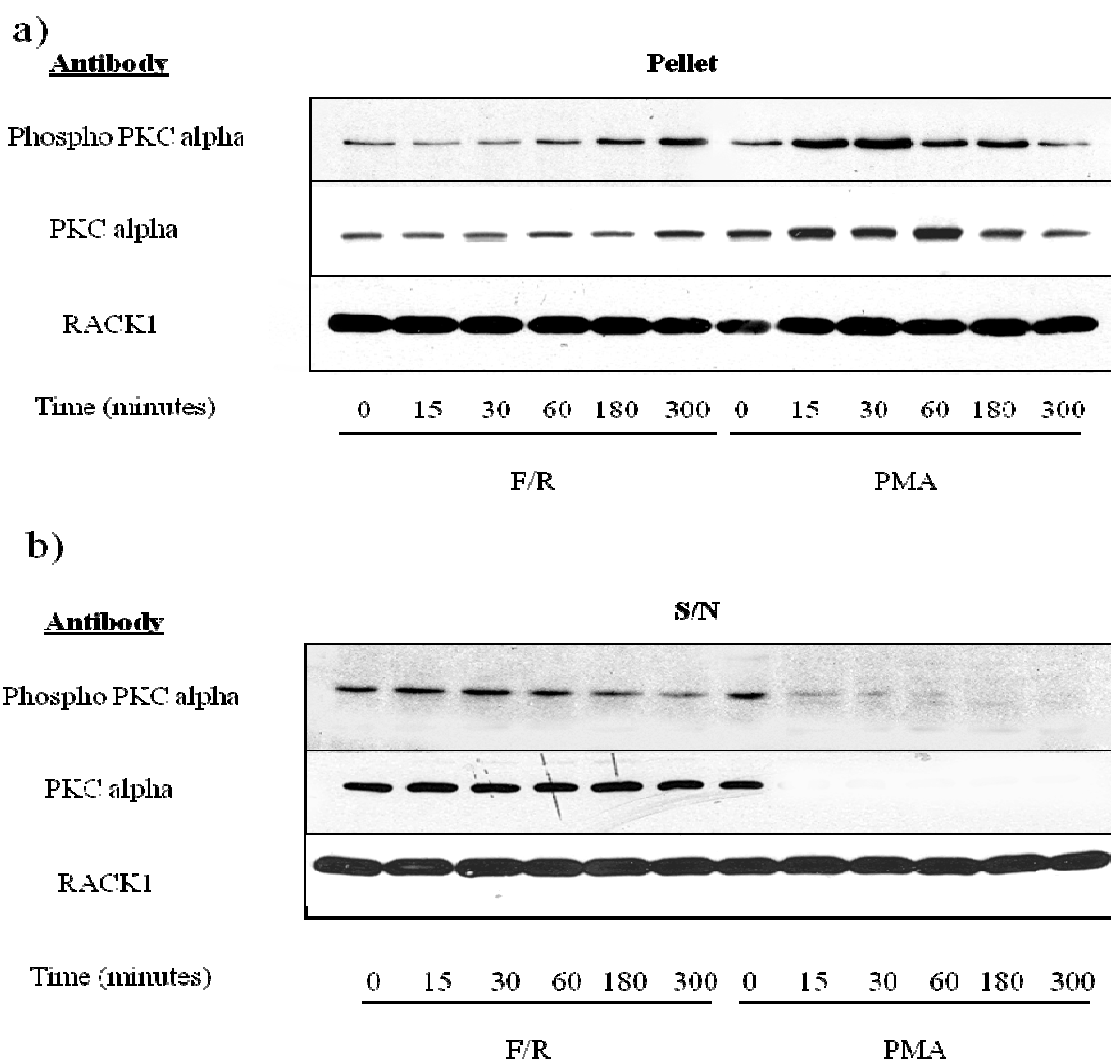 a)
Antibody Pellet
Phospho PKC alpha
PKC alpha
RACK1
Time (minutes) 0 15 30 60 180 300 0 15 30 60 180 300
F/R PMA
b)
Antibody S/N
Phospho PKC alpha
PKC alpha
RACK1
Time (minutes) 0 15 30 60 180 300 0 15 30 60 180 300
F/R PMA